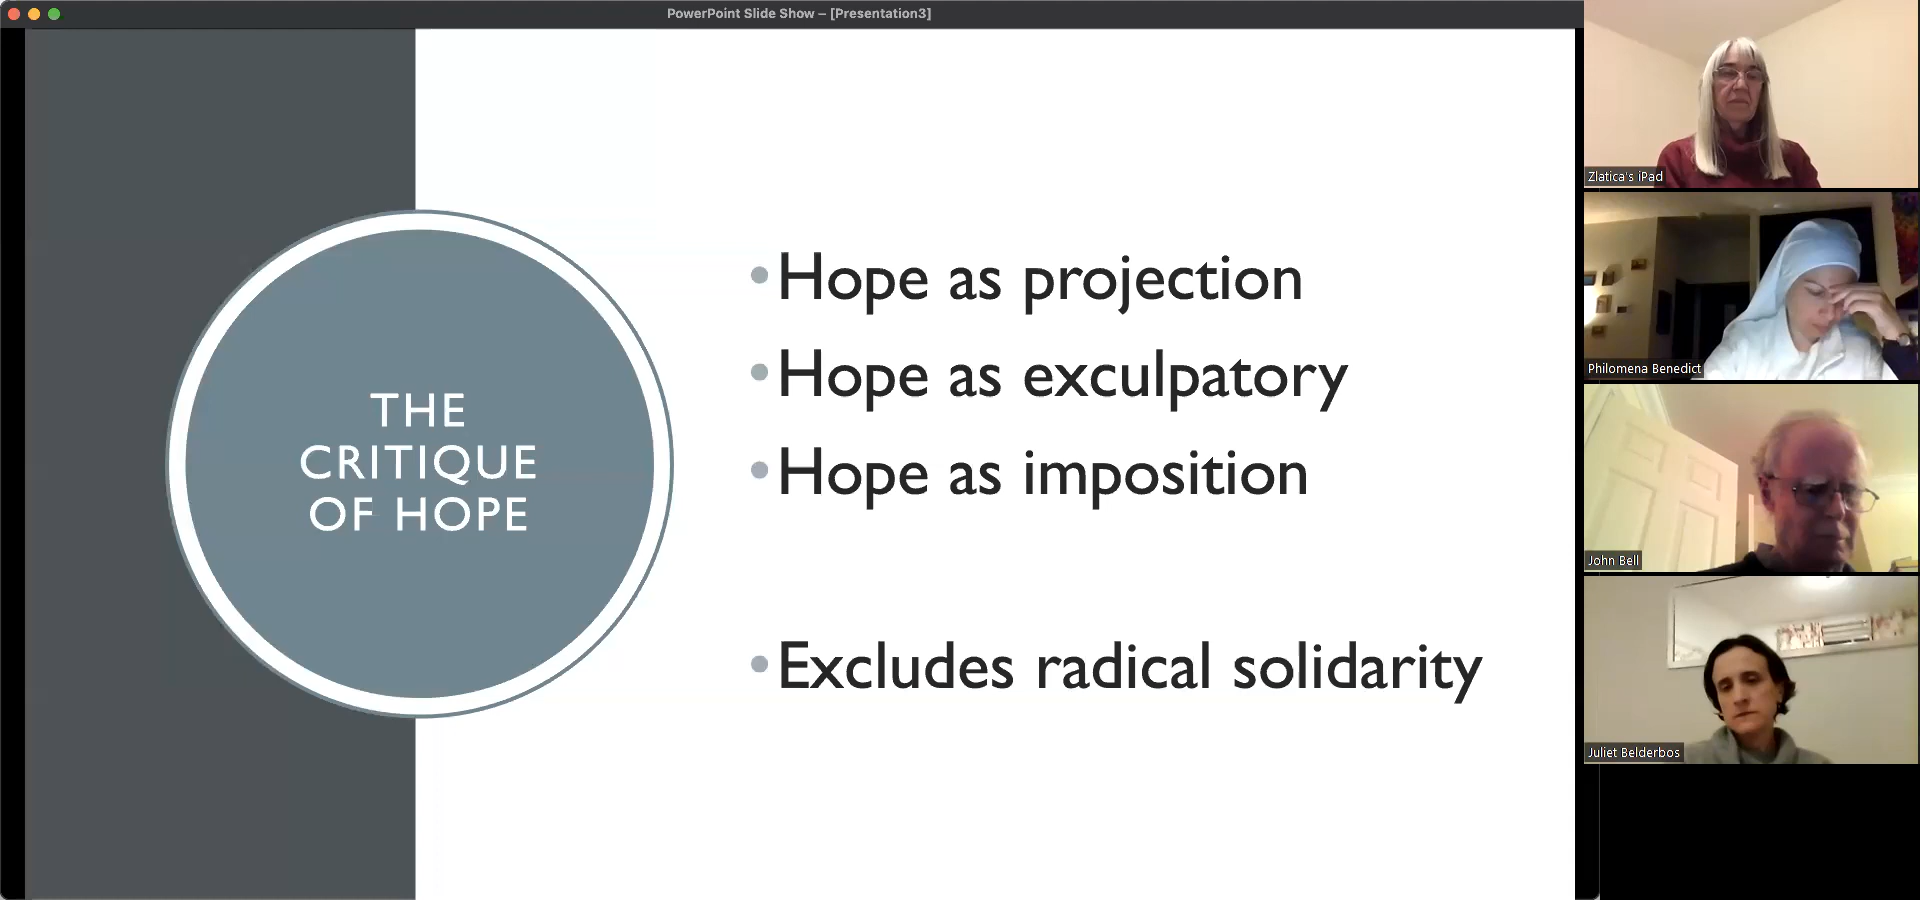 PowerPoint Slide Show – [Presentation3]
THE
CRITIQUE
OF HOPE
•Hope as projection
•Hope as exculpatory
•Hope as imposition
•Excludes radical solidarity
Zlatica's iPad
Philomena Benedict
John Bell
Juliet Belderbos